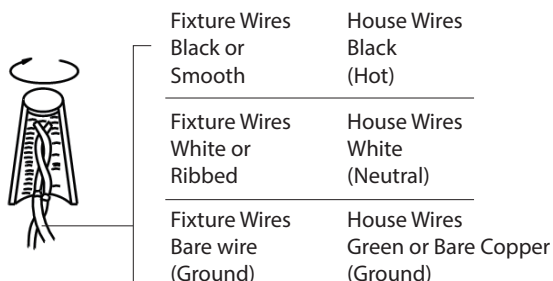 Fixture Wires House Wires
Black or Black
Smooth (Hot)
Fixture Wires House Wires
White or White
Ribbed (Neutral)
Fixture Wires House Wires
Bare wire Green or Bare Copper
(Ground) (Ground)